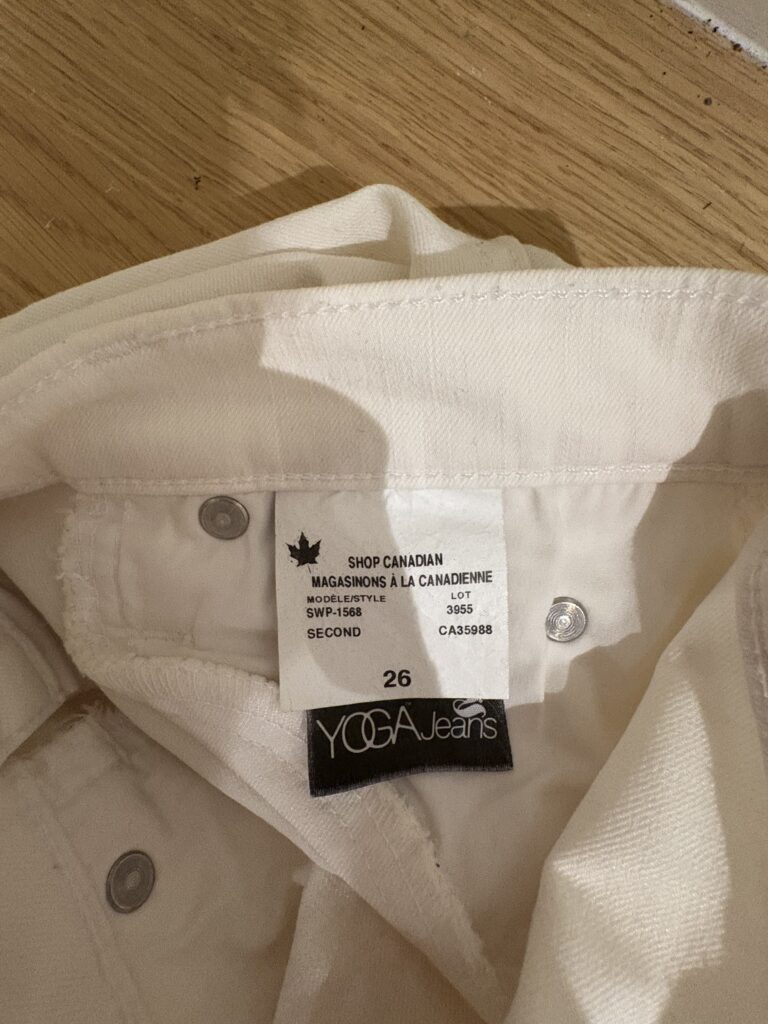 SHOP CANADIAN
MAGASINONS À LA CANADIENNE
MODÈLE/STYLE LOT
SWP-1568 3955
SECOND CA35988
26
YOGA Jeans